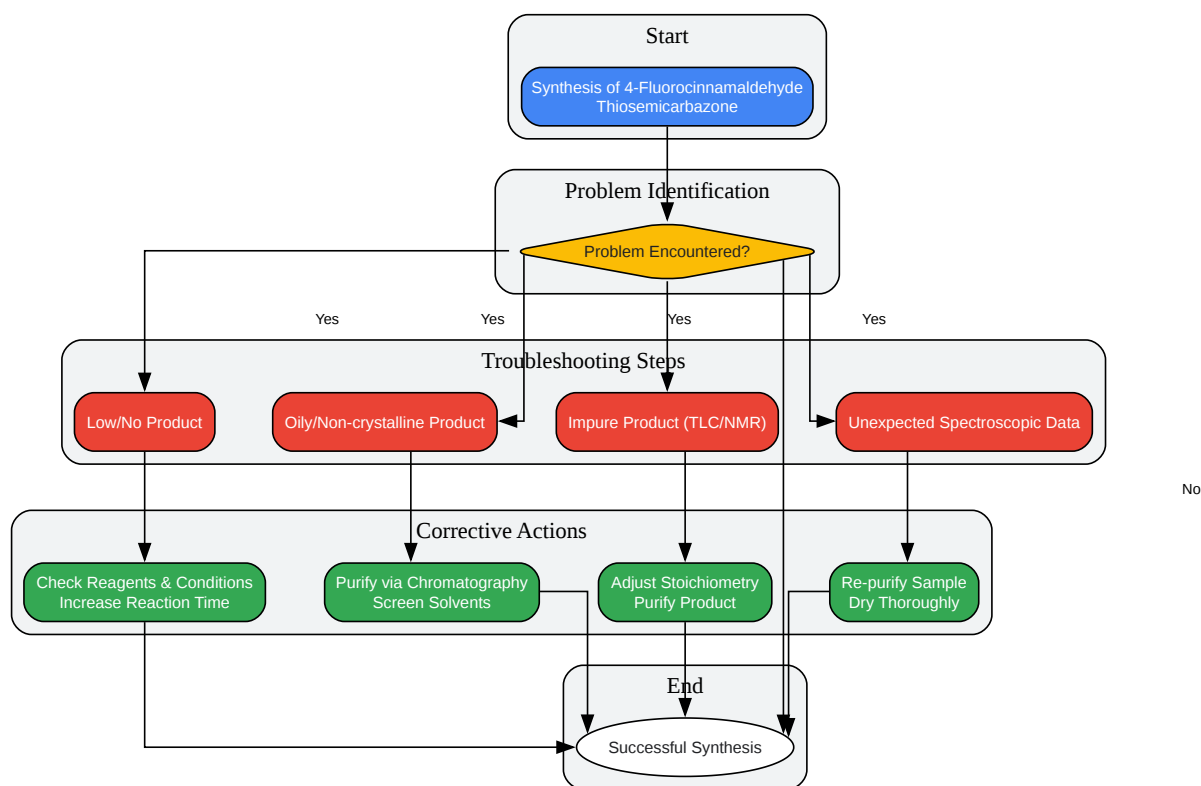 Start
Synthesis of 4-Fluorocinnamaldehyde
Thiosemicarbazone
Problem Identification
Problem Encountered?
Yes
Yes
Yes
Yes
Troubleshooting Steps
Low/No Product
Oily/Non-crystalline Product
Impure Product (TLC/NMR)
Unexpected Spectroscopic Data
No
Corrective Actions
Check Reagents & Conditions
Increase Reaction Time
Purify via Chromatography
Screen Solvents
Adjust Stoichiometry
Purify Product
Re-purify Sample
Dry Thoroughly
End
Successful Synthesis